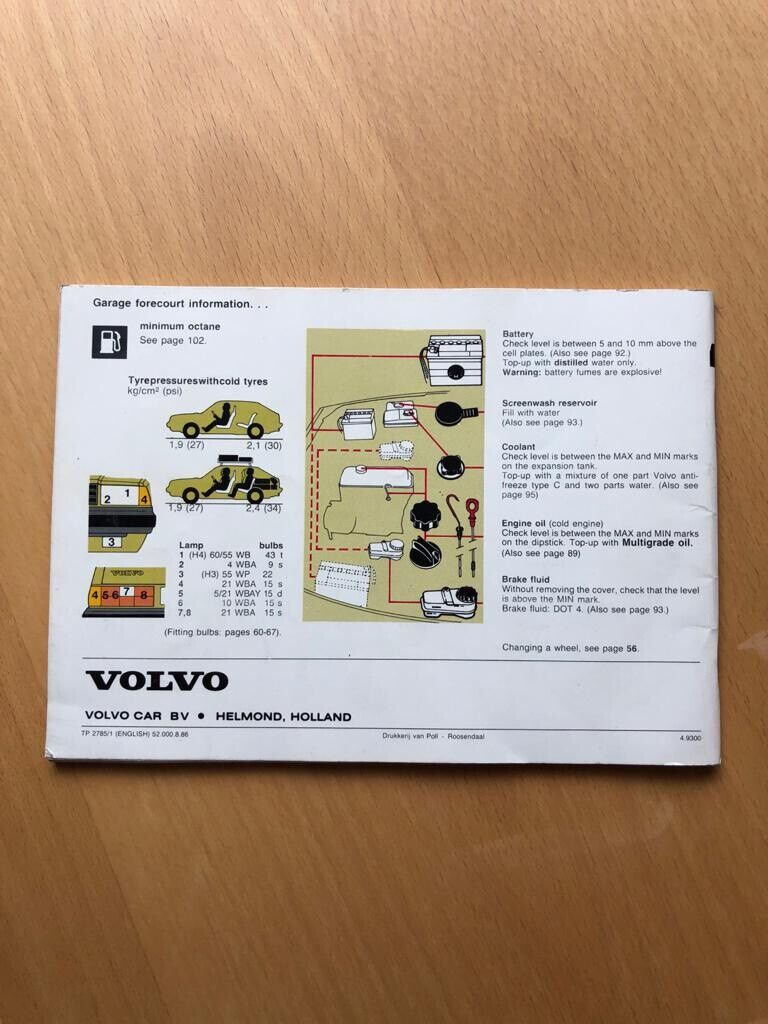 Garage forecourt information. . .
minimum octane
See page 102.
Tyrepressureswithcold tyres
kg/cm² (psi)
1,9 (27) 2,1 (30)
1,9 (27) 2,4 (34)
2 1 4
3
VOLVO
4 5 6 7 8
Lamp bulbs
1 (H4) 60/55 WB 43 t
2 4 WBA 9 s
3 (H3) 55 WP 22
4 21 WBA 15 s
5 5/21 WBAY 15 d
6 10 WBA 15 s
7,8 21 WBA 15 s
(Fitting bulbs: pages 60-67).
Battery
Check level is between 5 and 10 mm above the
cell plates. (Also see page 92.)
Top-up with distilled water only.
Warning: battery fumes are explosive!
Screenwash reservoir
Fill with water
(Also see page 93.)
Coolant
Check level is between the MAX and MIN marks
on the expansion tank.
Top-up with a mixture of one part Volvo anti-
freeze type C and two parts water. (Also see
page 95)
Engine oil (cold engine)
Check level is between the MAX and MIN marks
on the dipstick. Top-up with Multigrade oil.
(Also see page 89)
Brake fluid
Without removing the cover, check that the level
is above the MIN mark.
Brake fluid: DOT 4. (Also see page 93.)
Changing a wheel, see page 56.
VOLVO
VOLVO CAR BV ● HELMOND, HOLLAND
TP 2785/1 (ENGLISH) 52.000.8.86 Drukkerij van Poll - Roosendaal 4.9300